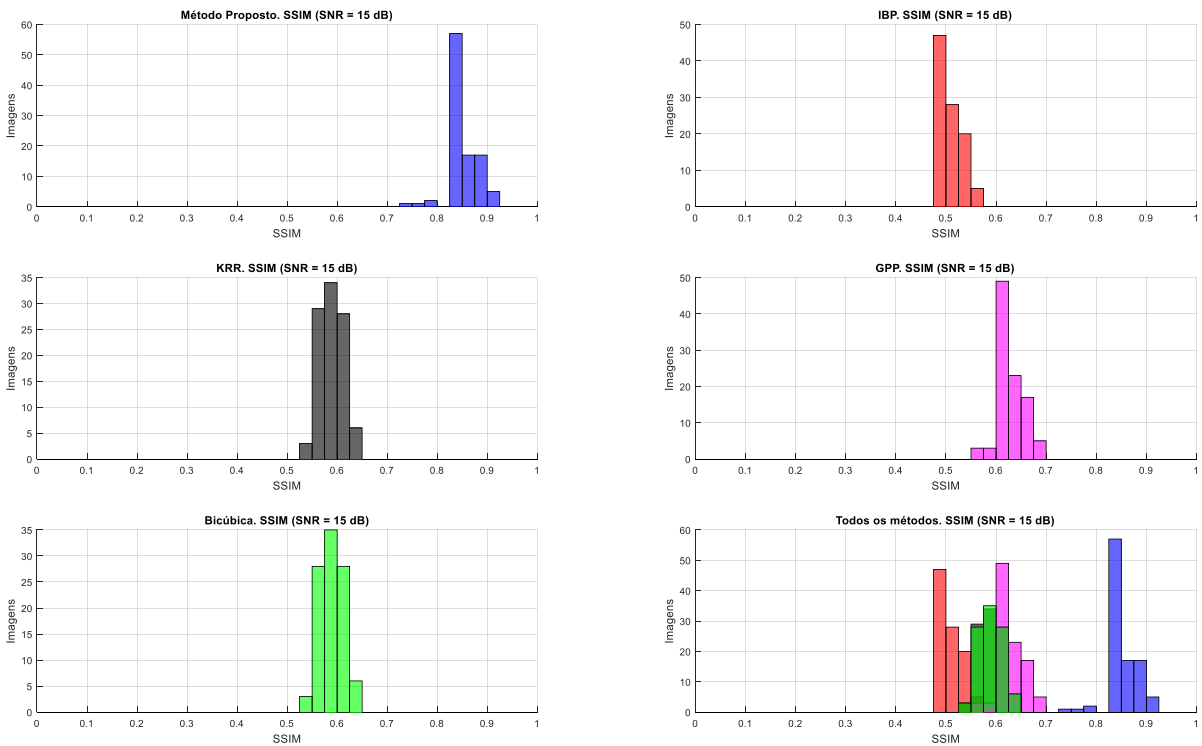 Método Proposto. SSIM (SNR = 15 dB)
60
50
40
30
20
10
0
Imagens
0 0.1 0.2 0.3 0.4 0.5 0.6 0.7 0.8 0.9 1
SSIM
IBP. SSIM (SNR = 15 dB)
50
40
30
20
10
0
Imagens
0 0.1 0.2 0.3 0.4 0.5 0.6 0.7 0.8 0.9 1
SSIM
KRR. SSIM (SNR = 15 dB)
35
30
25
20
15
10
5
0
Imagens
0 0.1 0.2 0.3 0.4 0.5 0.6 0.7 0.8 0.9 1
SSIM
GPP. SSIM (SNR = 15 dB)
50
40
30
20
10
0
Imagens
0 0.1 0.2 0.3 0.4 0.5 0.6 0.7 0.8 0.9 1
SSIM
Bicúbica. SSIM (SNR = 15 dB)
35
30
25
20
15
10
5
0
Imagens
0 0.1 0.2 0.3 0.4 0.5 0.6 0.7 0.8 0.9 1
SSIM
Todos os métodos. SSIM (SNR = 15 dB)
60
50
40
30
20
10
0
Imagens
0 0.1 0.2 0.3 0.4 0.5 0.6 0.7 0.8 0.9 1
SSIM